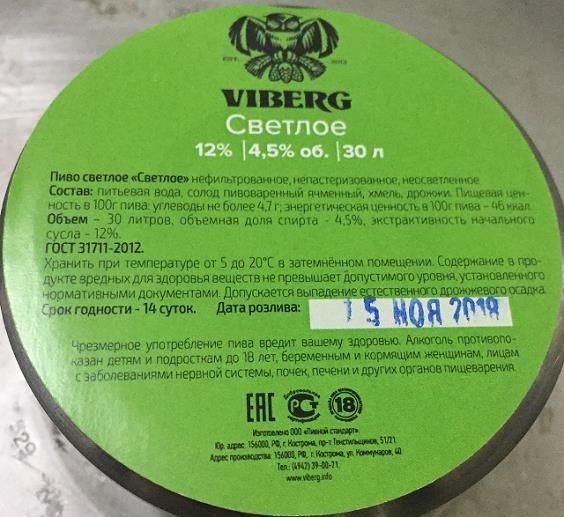 EST. 2013
VIBERG
Светлое
12% | 4,5% об. | 30 л
Пиво светлое «Светлое» нефильтрованное, непастеризованное, неосветленное
Состав: питьевая вода, солод пивоваренный ячменный, хмель, дрожжи. Пищевая цен-
ность в 100г пива: углеводы не более 4,7 г; энергетическая ценность в 100г пива – 46 ккал.
Объем – 30 литров, объемная доля спирта - 4,5%, экстрактивность начального
сусла - 12%.
ГОСТ 31711-2012.
Хранить при температуре от 5 до 20°С в затемнённом помещении. Содержание в про-
дукте вредных для здоровья веществ не превышает допустимого уровня, установленного
нормативными документами. Допускается выпадение естественного дрожжевого осадка.
Срок годности - 14 суток. Дата розлива: 15 НОЯ 2018
Чрезмерное употребление пива вредит вашему здоровью. Алкоголь противопо-
казан детям и подросткам до 18 лет, беременным и кормящим женщинам, лицам
с заболеваниями нервной системы, почек, печени и других органов пищеварения.
ЕАС РСТ 18
Изготовлено ООО «Пивной стандарт».
Юр. адрес: 156000, РФ, г. Кострома, пр-т Текстильщиков, 51/21.
Адрес производства: 156000, РФ, г. Кострома, ул. Коммунаров, 40.
Тел.: (4942) 39-00-71.
www.viberg.info